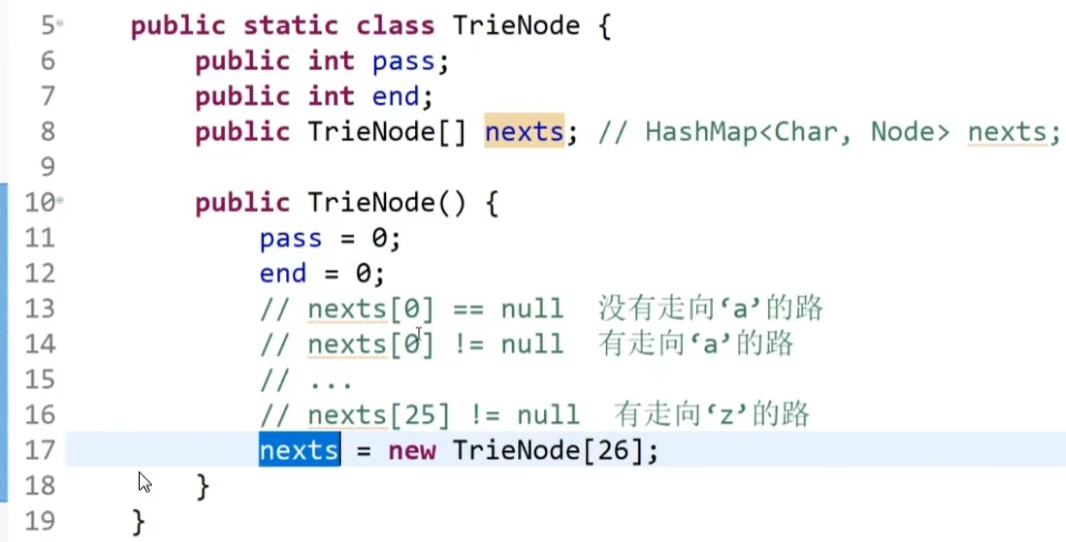 5 public static class TrieNode {
6 public int pass;
7 public int end;
8 public TrieNode[] nexts; // HashMap<Char, Node> nexts;
9
10 public TrieNode() {
11 pass = 0;
12 end = 0;
13 // nexts[0] == null 没有走向‘a’的路
14 // nexts[0] != null 有走向‘a’的路
15 // ...
16 // nexts[25] != null 有走向‘z’的路
17 nexts = new TrieNode[26];
18 }
19 }